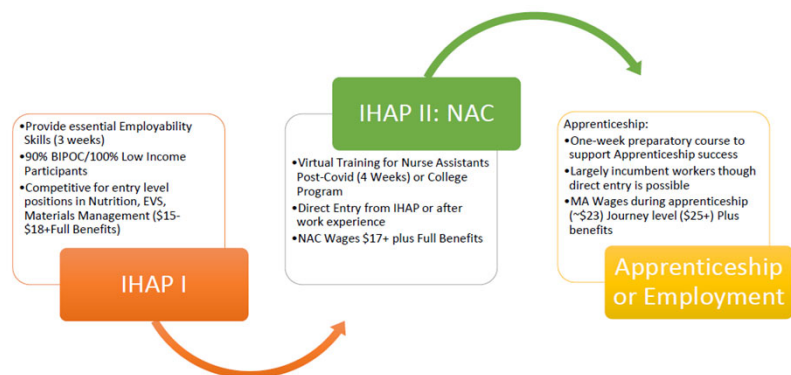 •Provide essential Employability
Skills (3 weeks)
•90% BIPOC/100% Low Income
Participants
•Competitive for entry level
positions in Nutrition, EVS,
Materials Management ($15-
$18+Full Benefits)
IHAP I
IHAP II: NAC
•Virtual Training for Nurse Assistants
Post-Covid (4 Weeks) or College
Program
•Direct Entry from IHAP or after
work experience
•NAC Wages $17+ plus Full Benefits
Apprenticeship:
•One-week preparatory course to
support Apprenticeship success
•Largely incumbent workers though
direct entry is possible
•MA Wages during apprenticeship
(~$23) Journey level ($25+) Plus
benefits
Apprenticeship
or Employment